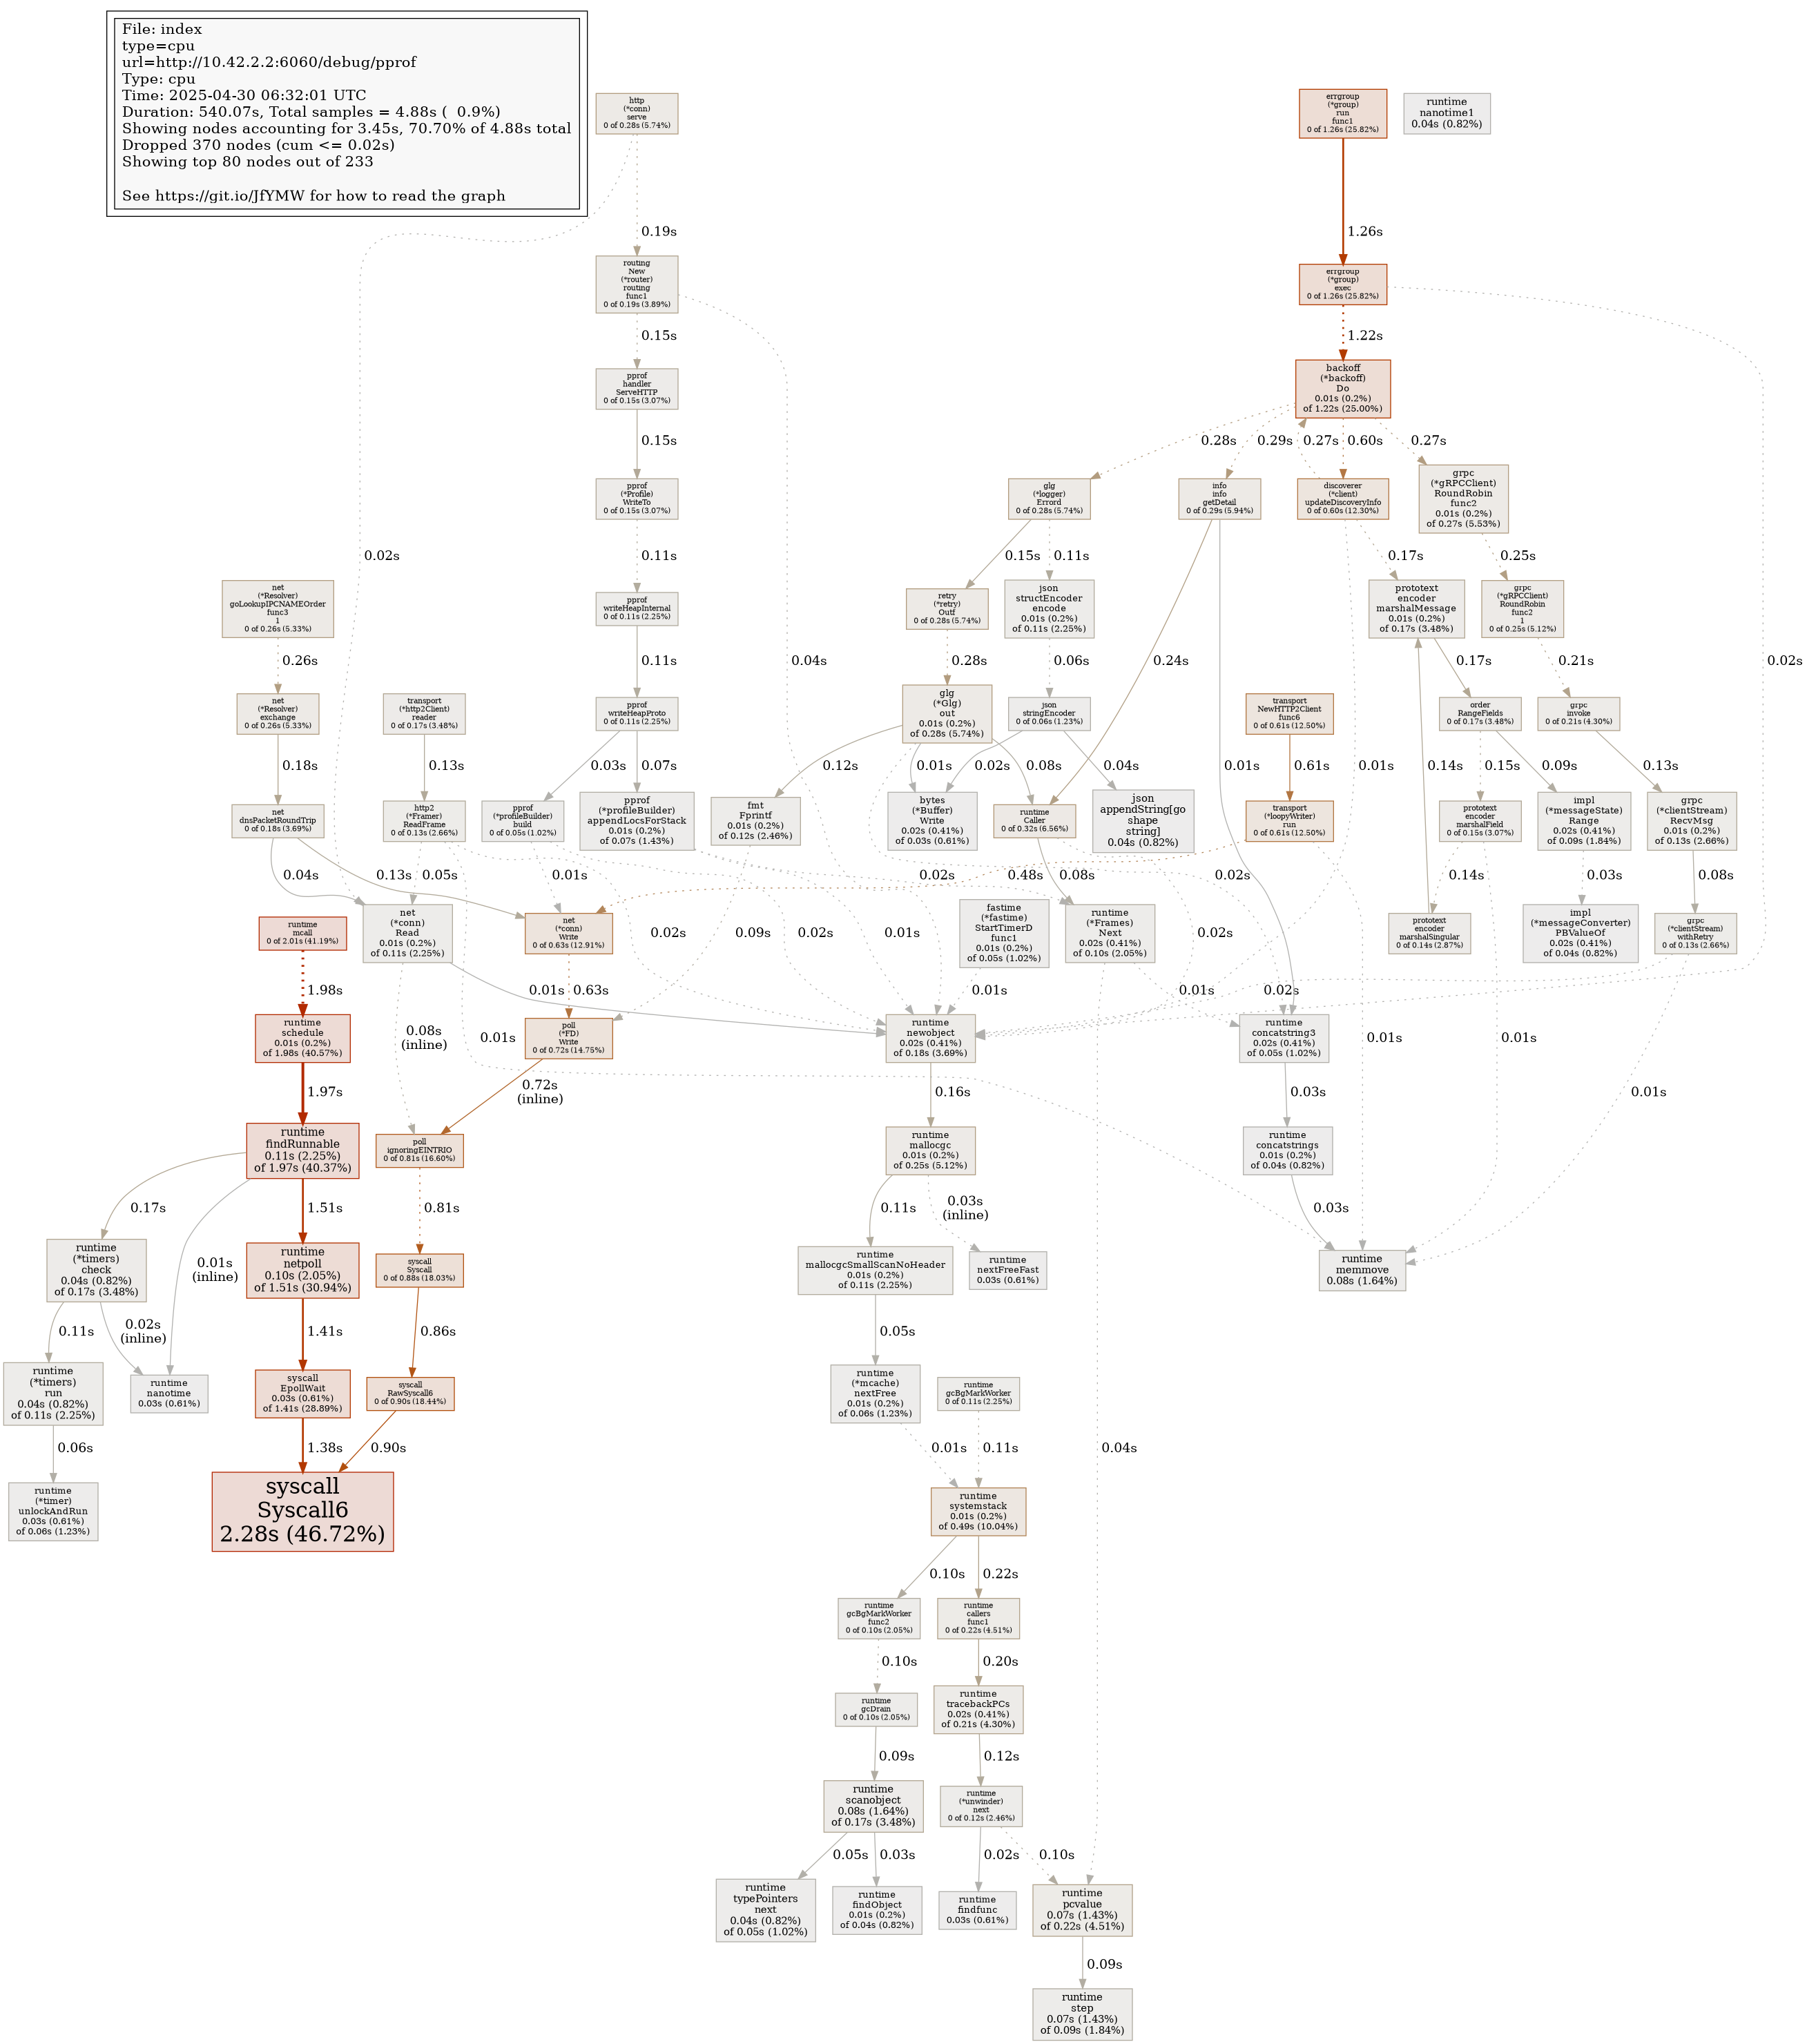 File: index
type=cpu
url=http://10.42.2.2:6060/debug/pprof
Type: cpu
Time: 2025-04-30 06:32:01 UTC
Duration: 540.07s, Total samples = 4.88s ( 0.9%)
Showing nodes accounting for 3.45s, 70.70% of 4.88s total
Dropped 370 nodes (cum <= 0.02s)
Showing top 80 nodes out of 233
See https://git.io/JfYMW for how to read the graph
http
(*conn)
serve
0 of 0.28s (5.74%)
errgroup
(*group)
run
func1
0 of 1.26s (25.82%)
runtime
nanotime1
0.04s (0.82%)
0.19s
1.26s
routing
New
(*router)
routing
func1
0 of 0.19s (3.89%)
errgroup
(*group)
exec
0 of 1.26s (25.82%)
0.15s
1.22s
pprof
handler
ServeHTTP
0 of 0.15s (3.07%)
backoff
(*backoff)
Do
0.01s (0.2%)
of 1.22s (25.00%)
0.15s
0.28s
0.29s
0.27s
0.60s
0.27s
pprof
(*Profile)
WriteTo
0 of 0.15s (3.07%)
glg
(*logger)
Errord
0 of 0.28s (5.74%)
info
info
getDetail
0 of 0.29s (5.94%)
discoverer
(*client)
updateDiscoveryInfo
0 of 0.60s (12.30%)
grpc
(*gRPCClient)
RoundRobin
func2
0.01s (0.2%)
of 0.27s (5.53%)
0.02s
0.11s
0.15s
0.11s
0.17s
0.25s
net
(*Resolver)
goLookupIPCNAMEOrder
func3
1
0 of 0.26s (5.33%)
pprof
writeHeapInternal
0 of 0.11s (2.25%)
retry
(*retry)
Outf
0 of 0.28s (5.74%)
json
structEncoder
encode
0.01s (0.2%)
of 0.11s (2.25%)
prototext
encoder
marshalMessage
0.01s (0.2%)
of 0.17s (3.48%)
grpc
(*gRPCClient)
RoundRobin
func2
1
0 of 0.25s (5.12%)
0.26s
0.11s
0.04s
0.28s
0.06s
0.24s
0.17s
0.21s
0.02s
net
(*Resolver)
exchange
0 of 0.26s (5.33%)
transport
(*http2Client)
reader
0 of 0.17s (3.48%)
pprof
writeHeapProto
0 of 0.11s (2.25%)
glg
(*Glg)
out
0.01s (0.2%)
of 0.28s (5.74%)
json
stringEncoder
0 of 0.06s (1.23%)
transport
NewHTTP2Client
func6
0 of 0.61s (12.50%)
order
RangeFields
0 of 0.17s (3.48%)
grpc
invoke
0 of 0.21s (4.30%)
0.18s
0.13s
0.03s
0.07s
0.12s
0.01s
0.02s
0.08s
0.04s
0.01s
0.61s
0.01s
0.14s
0.15s
0.09s
0.13s
net
dnsPacketRoundTrip
0 of 0.18s (3.69%)
http2
(*Framer)
ReadFrame
0 of 0.13s (2.66%)
pprof
(*profileBuilder)
build
0 of 0.05s (1.02%)
pprof
(*profileBuilder)
appendLocsForStack
0.01s (0.2%)
of 0.07s (1.43%)
fmt
Fprintf
0.01s (0.2%)
of 0.12s (2.46%)
bytes
(*Buffer)
Write
0.02s (0.41%)
of 0.03s (0.61%)
runtime
Caller
0 of 0.32s (6.56%)
json
appendString[go
shape
string]
0.04s (0.82%)
transport
(*loopyWriter)
run
0 of 0.61s (12.50%)
prototext
encoder
marshalField
0 of 0.15s (3.07%)
impl
(*messageState)
Range
0.02s (0.41%)
of 0.09s (1.84%)
grpc
(*clientStream)
RecvMsg
0.01s (0.2%)
of 0.13s (2.66%)
0.04s
0.13s
0.05s
0.01s
0.02s
0.48s
0.08s
0.02s
0.14s
0.03s
0.08s
runtime
mcall
0 of 2.01s (41.19%)
net
(*conn)
Read
0.01s (0.2%)
of 0.11s (2.25%)
net
(*conn)
Write
0 of 0.63s (12.91%)
fastime
(*fastime)
StartTimerD
func1
0.01s (0.2%)
of 0.05s (1.02%)
runtime
(*Frames)
Next
0.02s (0.41%)
of 0.10s (2.05%)
prototext
encoder
marshalSingular
0 of 0.14s (2.87%)
impl
(*messageConverter)
PBValueOf
0.02s (0.41%)
of 0.04s (0.82%)
grpc
(*clientStream)
withRetry
0 of 0.13s (2.66%)
0.02s
0.09s
0.02s
0.01s
0.02s
1.98s
0.01s
0.63s
0.01s
0.01s
0.02s
runtime
schedule
0.01s (0.2%)
of 1.98s (40.57%)
0.08s
(inline)
0.01s
poll
(*FD)
Write
0 of 0.72s (14.75%)
runtime
newobject
0.02s (0.41%)
of 0.18s (3.69%)
runtime
concatstring3
0.02s (0.41%)
of 0.05s (1.02%)
0.01s
0.01s
1.97s
0.72s
(inline)
0.16s
0.03s
0.01s
runtime
findRunnable
0.11s (2.25%)
of 1.97s (40.37%)
poll
ignoringEINTRIO
0 of 0.81s (16.60%)
runtime
mallocgc
0.01s (0.2%)
of 0.25s (5.12%)
runtime
concatstrings
0.01s (0.2%)
of 0.04s (0.82%)
0.17s
1.51s
0.81s
0.11s
0.03s
(inline)
0.03s
runtime
(*timers)
check
0.04s (0.82%)
of 0.17s (3.48%)
0.01s
(inline)
runtime
netpoll
0.10s (2.05%)
of 1.51s (30.94%)
syscall
Syscall
0 of 0.88s (18.03%)
runtime
mallocgcSmallScanNoHeader
0.01s (0.2%)
of 0.11s (2.25%)
runtime
nextFreeFast
0.03s (0.61%)
runtime
memmove
0.08s (1.64%)
0.11s
0.02s
(inline)
1.41s
0.86s
0.05s
runtime
(*timers)
run
0.04s (0.82%)
of 0.11s (2.25%)
runtime
nanotime
0.03s (0.61%)
syscall
EpollWait
0.03s (0.61%)
of 1.41s (28.89%)
syscall
RawSyscall6
0 of 0.90s (18.44%)
runtime
(*mcache)
nextFree
0.01s (0.2%)
of 0.06s (1.23%)
runtime
gcBgMarkWorker
0 of 0.11s (2.25%)
0.06s
1.38s
0.90s
0.01s
0.11s
0.04s
runtime
(*timer)
unlockAndRun
0.03s (0.61%)
of 0.06s (1.23%)
syscall
Syscall6
2.28s (46.72%)
runtime
systemstack
0.01s (0.2%)
of 0.49s (10.04%)
0.10s
0.22s
runtime
gcBgMarkWorker
func2
0 of 0.10s (2.05%)
runtime
callers
func1
0 of 0.22s (4.51%)
0.10s
0.20s
runtime
gcDrain
0 of 0.10s (2.05%)
runtime
tracebackPCs
0.02s (0.41%)
of 0.21s (4.30%)
0.09s
0.12s
runtime
scanobject
0.08s (1.64%)
of 0.17s (3.48%)
runtime
(*unwinder)
next
0 of 0.12s (2.46%)
0.05s
0.03s
0.02s
0.10s
runtime
typePointers
next
0.04s (0.82%)
of 0.05s (1.02%)
runtime
findObject
0.01s (0.2%)
of 0.04s (0.82%)
runtime
findfunc
0.03s (0.61%)
runtime
pcvalue
0.07s (1.43%)
of 0.22s (4.51%)
0.09s
runtime
step
0.07s (1.43%)
of 0.09s (1.84%)